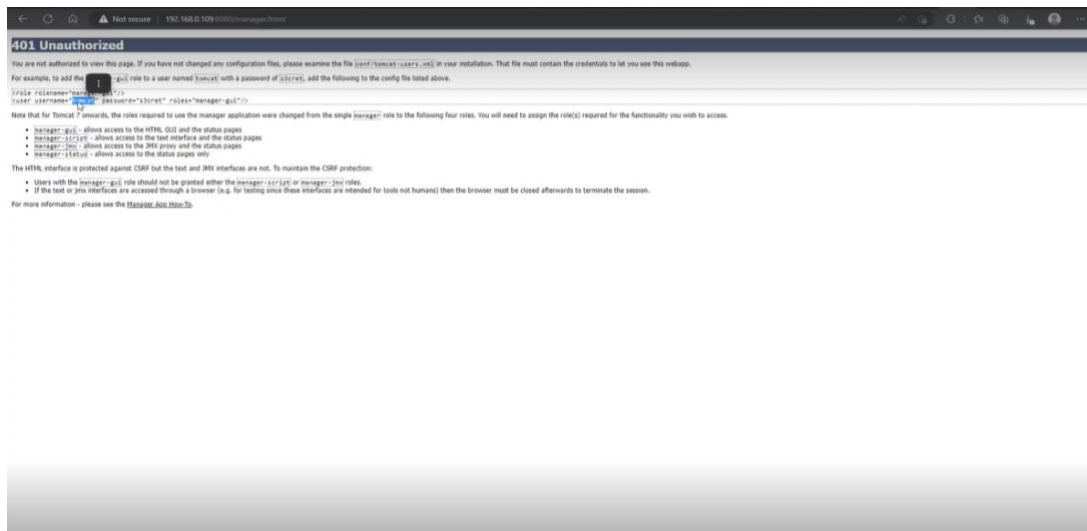 Not secure 192.168.0.109:8080/manager/html
401 Unauthorized
You are not authorized to view this page. If you have not changed any configuration files, please examine the file conf/tomcat-users.xml in your installation. That file must contain the credentials to let you use this webapp.
For example, to add the -gui role to a user named tomcat with a password of s3cret, add the following to the config file listed above.
<role rolename="manager-gui"/>
<user username="tomcat" password="s3cret" roles="manager-gui"/>
Note that for Tomcat 7 onwards, the roles required to use the manager application were changed from the single manager role to the following four roles. You will need to assign the role(s) required for the functionality you wish to access.
manager-gui - allows access to the HTML GUI and the status pages
manager-script - allows access to the text interface and the status pages
manager-jmx - allows access to the JMX proxy and the status pages
manager-status - allows access to the status pages only
The HTML interface is protected against CSRF but the text and JMX interfaces are not. To maintain the CSRF protection:
Users with the manager-gui role should not be granted either the manager-script or manager-jmx roles.
If the text or jmx interfaces are accessed through a browser (e.g. for testing since these interfaces are intended for tools not humans) then the browser must be closed afterwards to terminate the session.
For more information - please see the Manager App How-To.